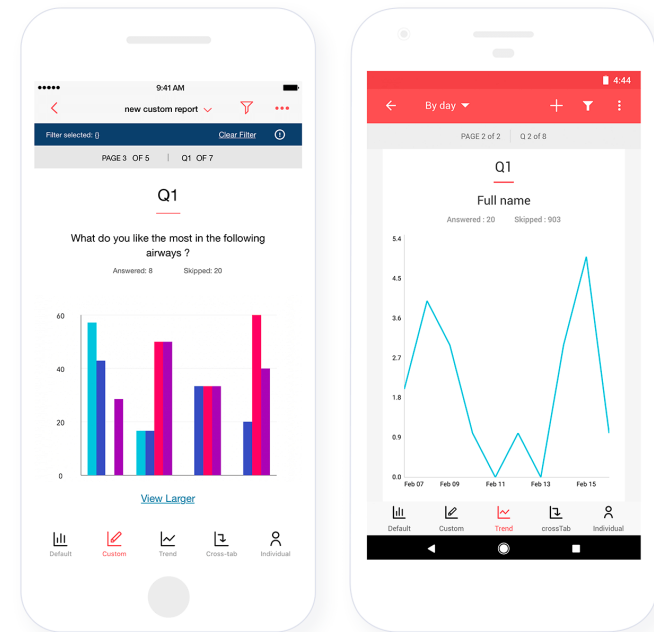 9:41 AM
new custom report
Filter selected: {}
Clear Filter
PAGE 3 OF 5 | Q1 OF 7
Q1
What do you like the most in the following
airways ?
Answered: 8 Skipped: 20
60
40
20
0
View Larger
Default Custom Trend Cross-tab Individual
4:44
By day
PAGE 2 of 2 | Q 2 of 8
Q1
Full name
Answered : 20 Skipped : 903
5.4
4.5
3.6
2.7
1.8
0.9
0.0
Feb 07 Feb 09 Feb 11 Feb 13 Feb 15
Default Custom Trend crossTab Individual